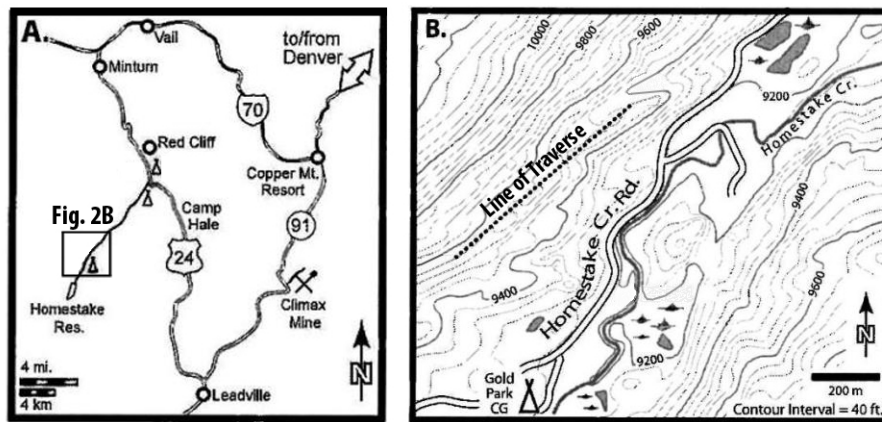 A.
Vail
to/from
Denver
Minturn
70
Red Cliff
Copper Mt.
Resort
Fig. 2B
Camp
Hale
91
24
Climax
Mine
Homestake
Res.
N
4 mi.
4 km
Leadville
B.
10000
9800
9600
9200
Homestake Cr.
Line of Traverse
Homestake Cr. Rd.
9400
9400
9600
9200
N
Gold
Park
CG
200 m
Contour Interval = 40 ft.